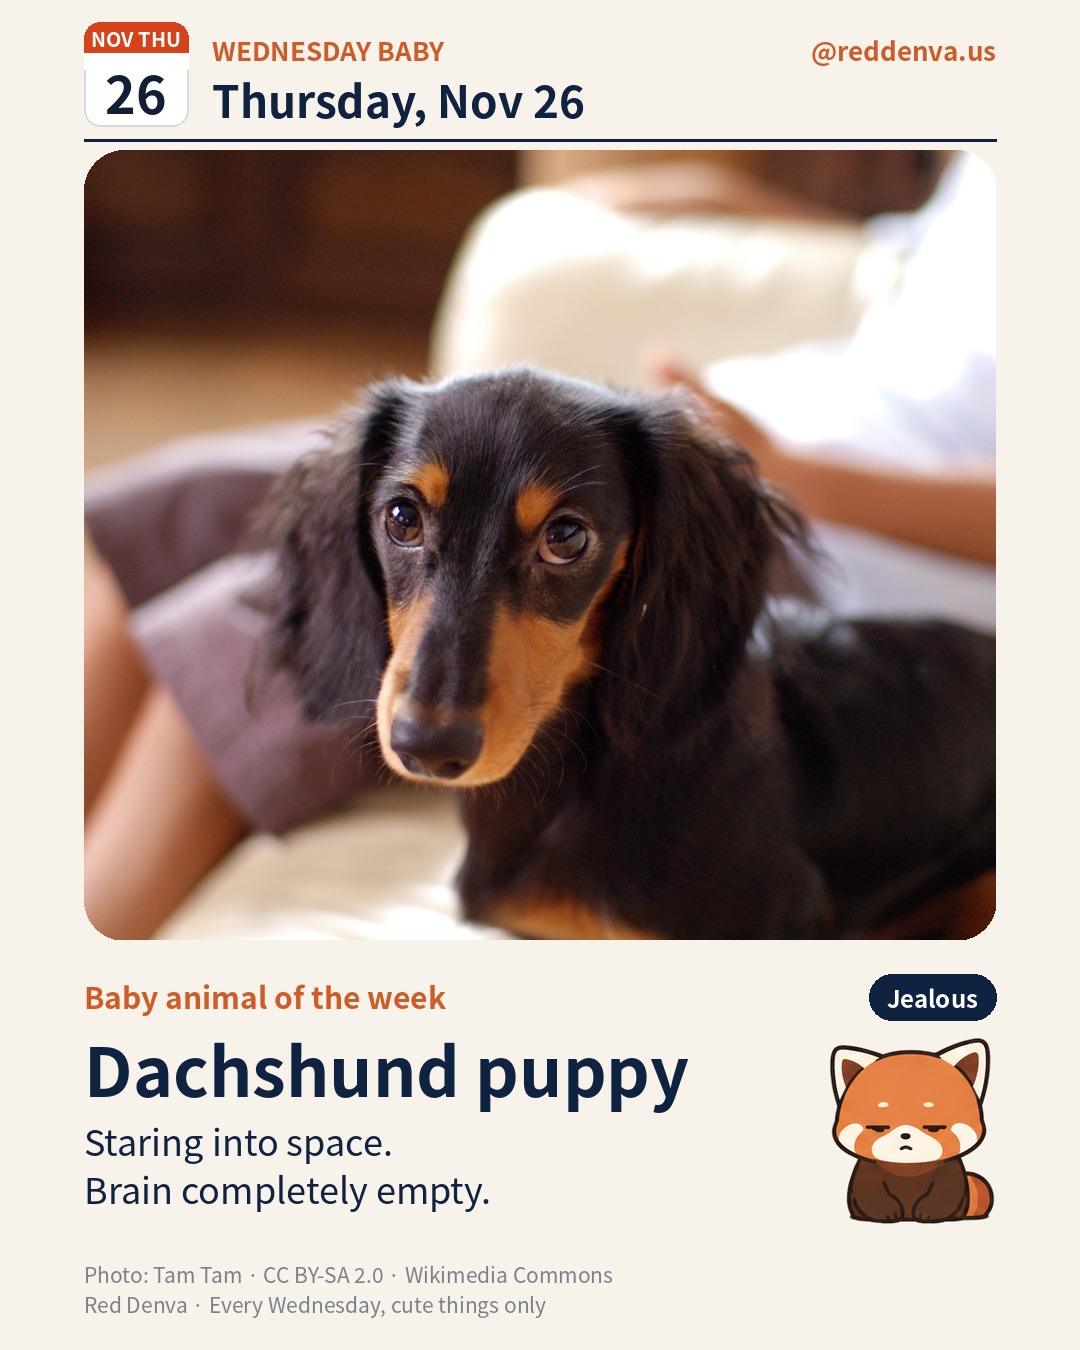 NOV THU
26
WEDNESDAY BABY
Thursday, Nov 26
@reddenva.us
Baby animal of the week
Jealous
Dachshund puppy
Staring into space.
Brain completely empty.
Photo: Tam Tam · CC BY-SA 2.0 · Wikimedia Commons
Red Denva · Every Wednesday, cute things only